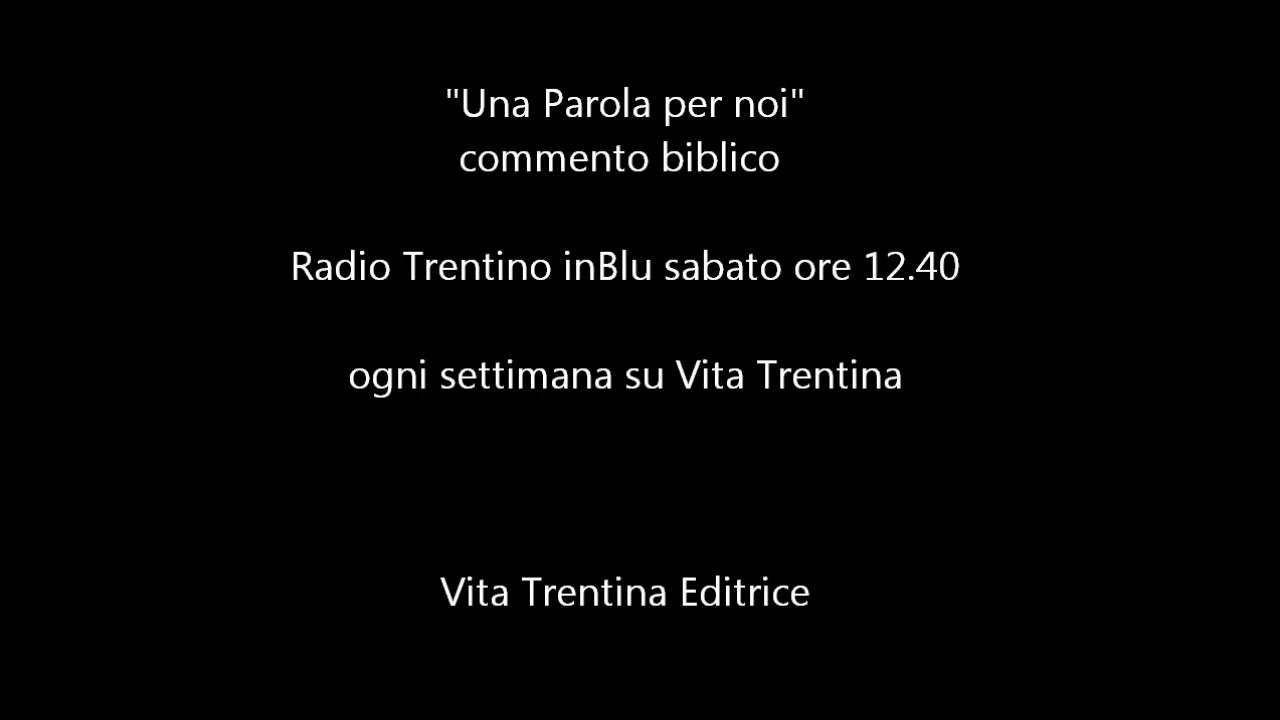 "Una Parola per noi"
commento biblico
Radio Trentino inBlu sabato ore 12.40
ogni settimana su Vita Trentina
Vita Trentina Editrice